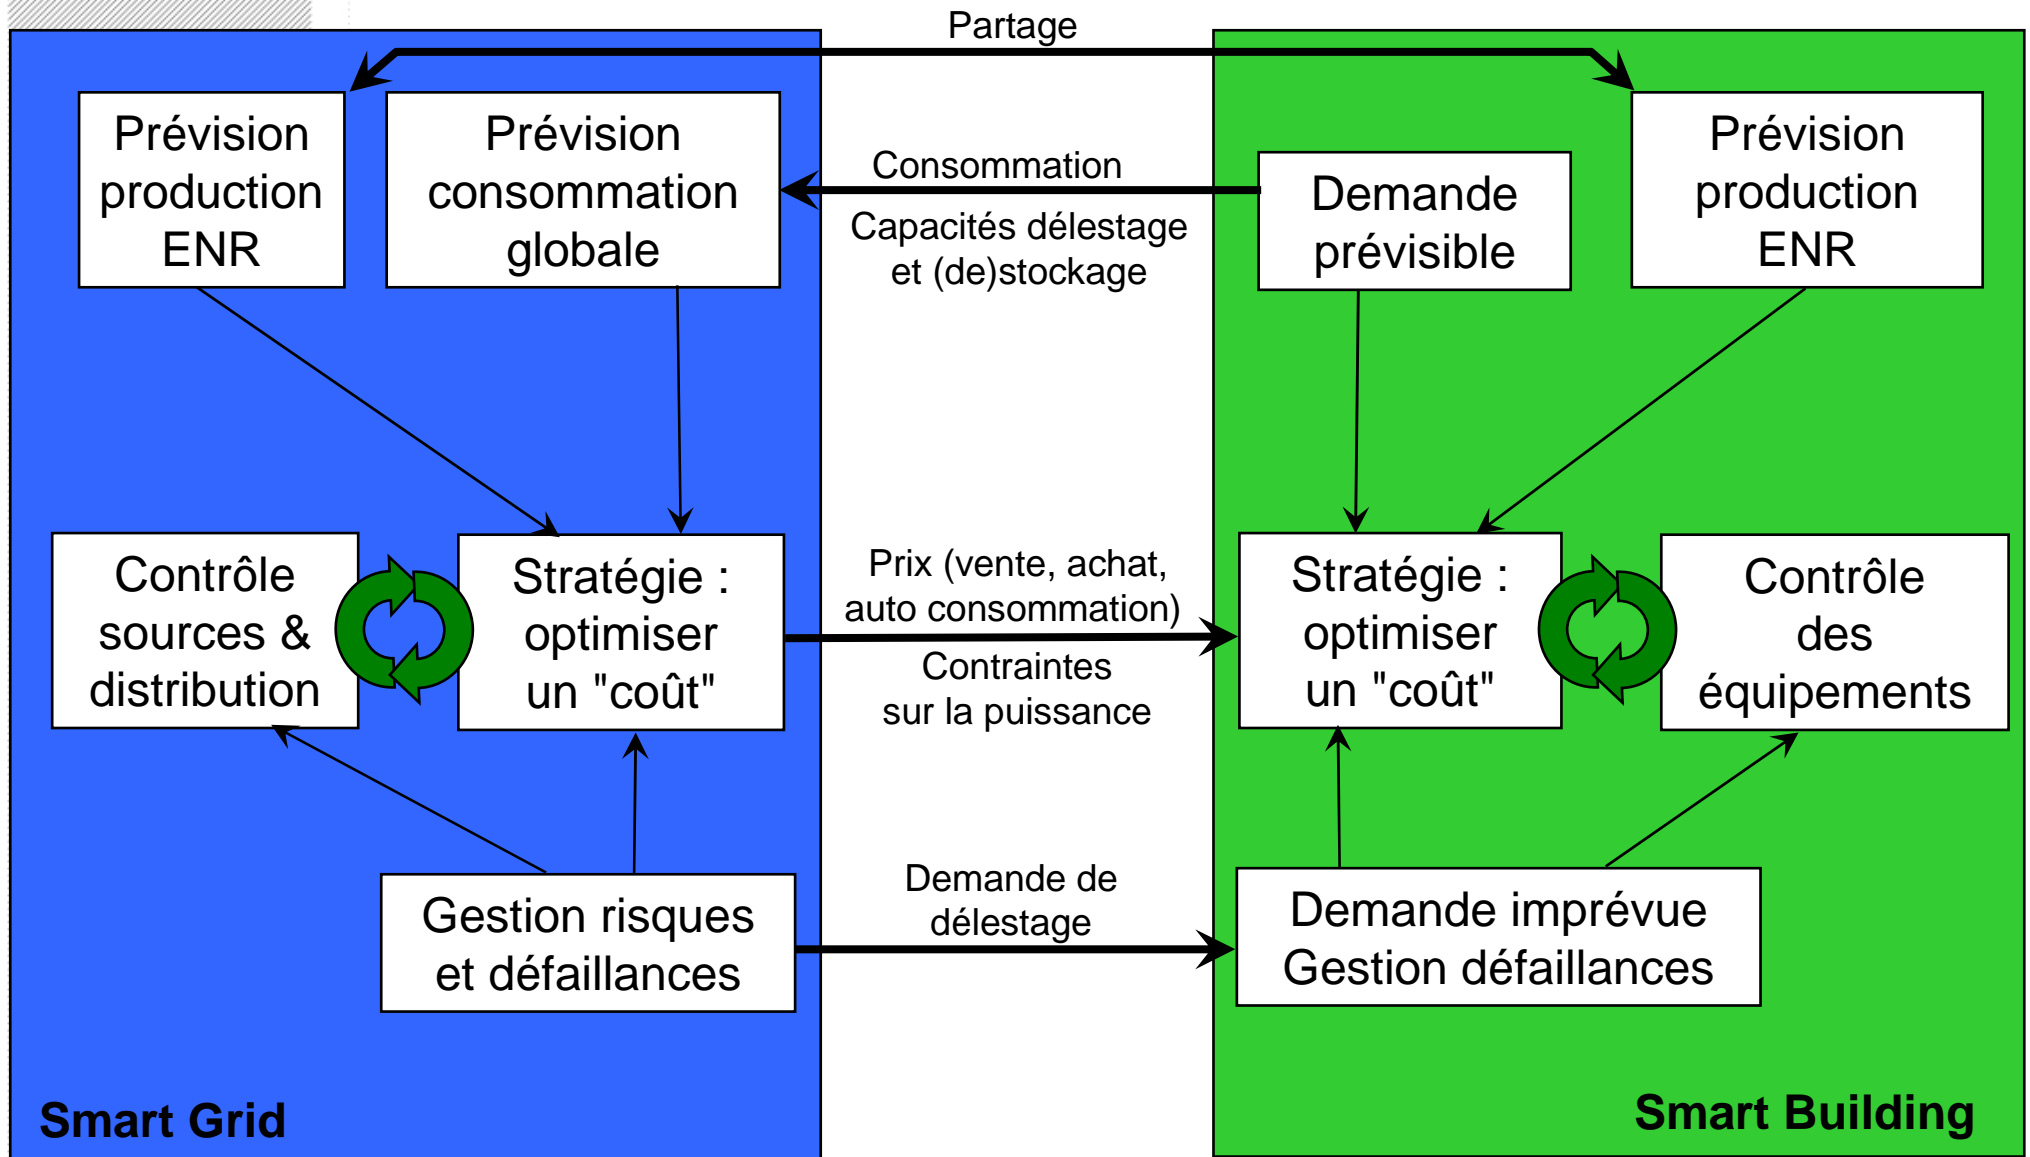 Partage
Prévision
production
ENR
Prévision
consommation
globale
Consommation
Capacités délestage
et (de)stockage
Demande
prévisible
Prévision
production
ENR
Contrôle
sources &
distribution
Stratégie :
optimiser
un "coût"
Prix (vente, achat,
auto consommation)
Contraintes
sur la puissance
Stratégie :
optimiser
un "coût"
Contrôle
des
équipements
Gestion risques
et défaillances
Demande de
délestage
Demande imprévue
Gestion défaillances
Smart Grid
Smart Building